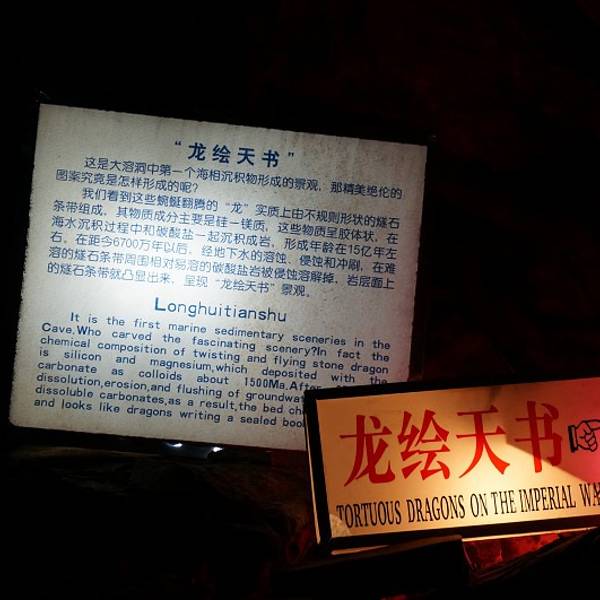 “龙绘天书”
这是大溶洞中第一个海相沉积物形成的景观，那精美绝伦的
图案究竟是怎样形成的呢?
我们看到这些蜿蜒翻腾的“龙”实质上由不规则形状的燧石
条带组成，其物质成分主要是硅一镁质，这些物质呈胶体状，在
海水沉积过程中和碳酸盐一起沉积成岩，形成年龄在15亿年左
右，在距今6700万年以后，经地下水的溶蚀、侵蚀和冲刷，在难
溶的燧石条带周围相对易溶的碳酸盐岩被侵蚀溶解掉，岩层面上
的燧石条带就凸显出来，呈现“龙绘天书”景观。
Longhuitianshu
It is the first marine sedimentary sceneries in the
Cave.Who carved the fascinating scenery?In fact the
chemical composition of twisting and flying stone dragon
is silicon and magnesium,which deposited with the
carbonate as colloids about 1500Ma.After
dissolution,erosion,and flushing of groundwa
dissoluble carbonates,as a result,the bed ch
and looks like dragons writing a sealed boo
龙绘天书
TORTUOUS DRAGONS ON THE IMPERIAL WA